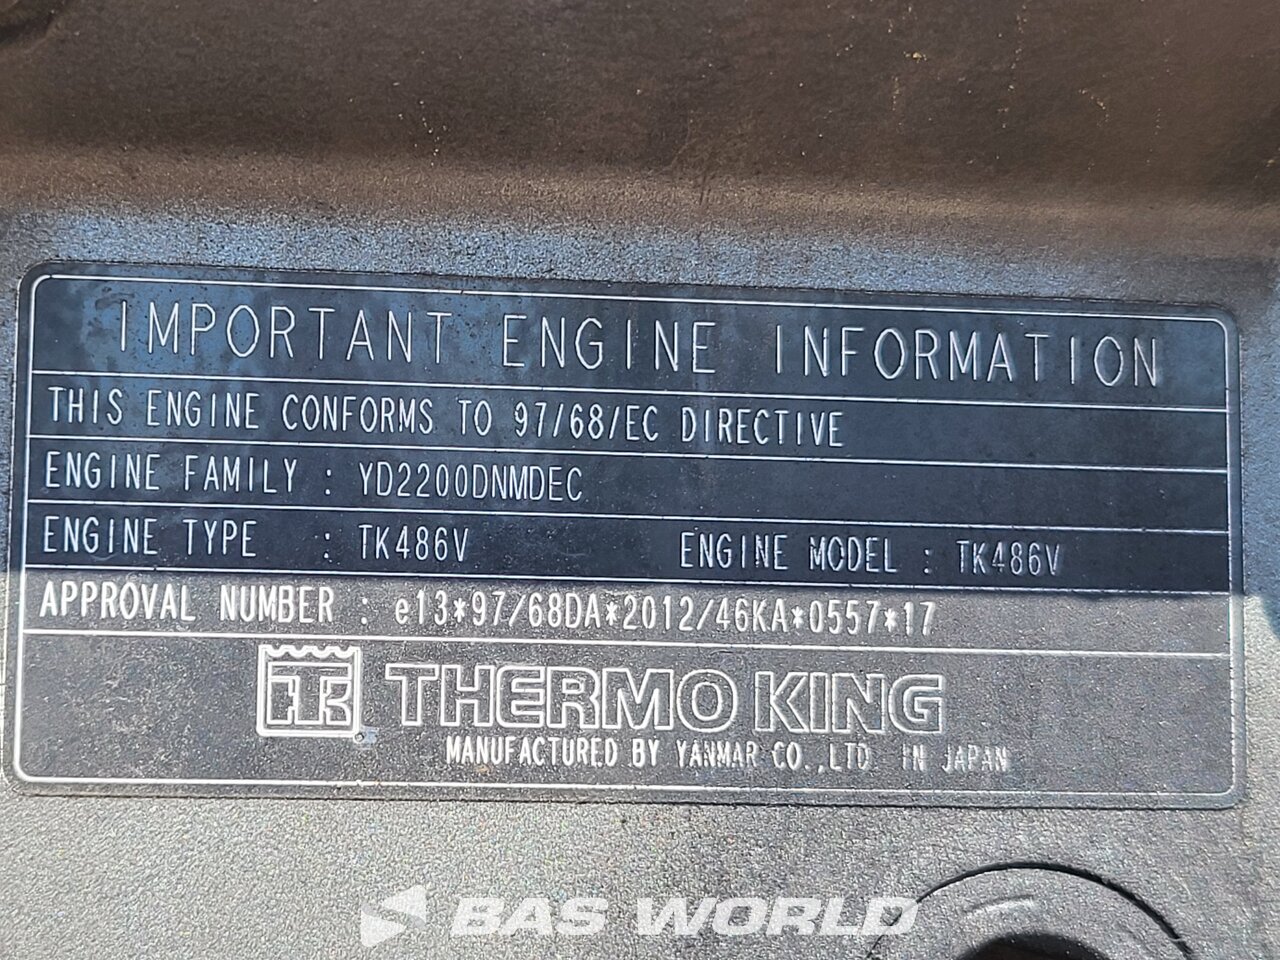 IMPORTANT ENGINE INFORMATION
THIS ENGINE CONFORMS TO 97/68/EC DIRECTIVE
ENGINE FAMILY : YD2200DNMDEC
ENGINE TYPE : TK486V ENGINE MODEL : TK486V
APPROVAL NUMBER : e13*97/68DA*2012/46KA*0557*17
TK THERMO KING
MANUFACTURED BY YANMAR CO.,LTD IN JAPAN
BAS WORLD